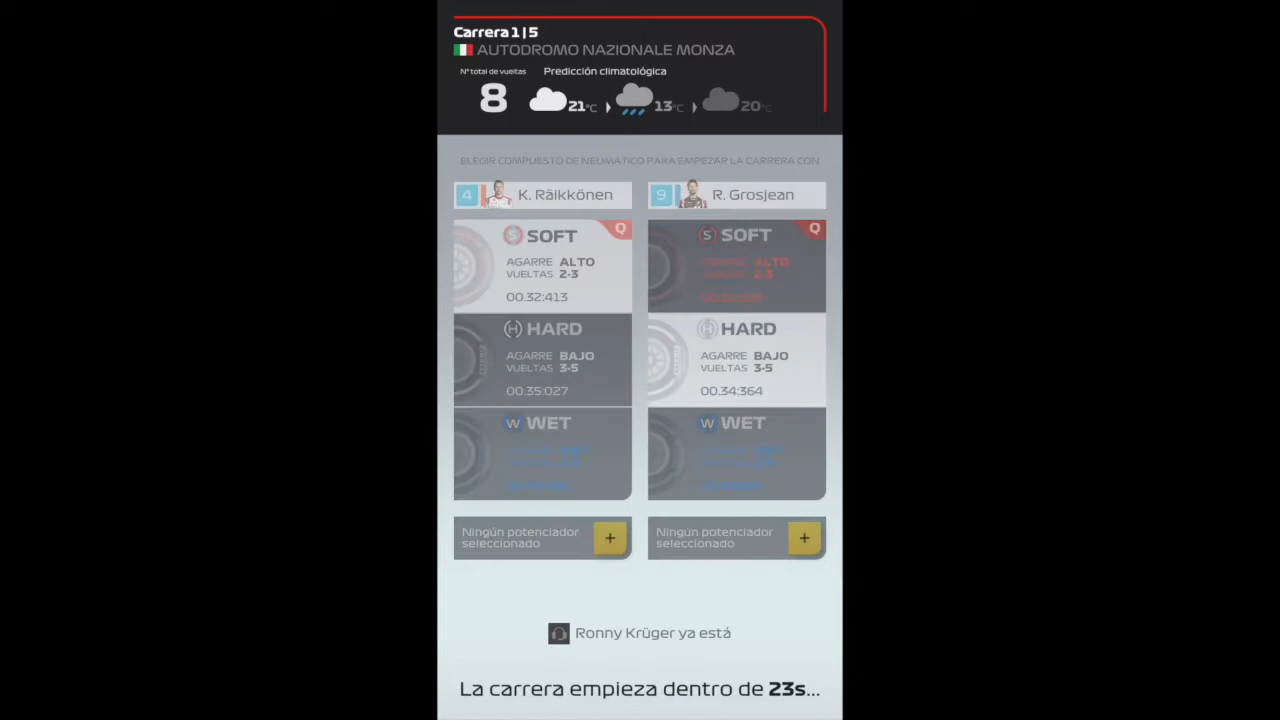 Carrera 1 | 5
AUTODROMO NAZIONALE MONZA
Nº total de vueltas
Predicción climatológica
8
21°C
13°C
20°C
ELEGIR COMPUESTO DE NEUMÁTICO PARA EMPEZAR LA CARRERA CON
4 K. Räikkönen
9 R. Grosjean
S SOFT Q
AGARRE ALTO
VUELTAS 2-3
00.32:413
H HARD
AGARRE BAJO
VUELTAS 3-5
00.35:027
W WET
S SOFT Q
AGARRE ALTO
VUELTAS 2-3
H HARD
AGARRE BAJO
VUELTAS 3-5
00.34:364
W WET
Ningún potenciador
seleccionado
+
Ningún potenciador
seleccionado
+
Ronny Krüger ya está
La carrera empieza dentro de 23s...